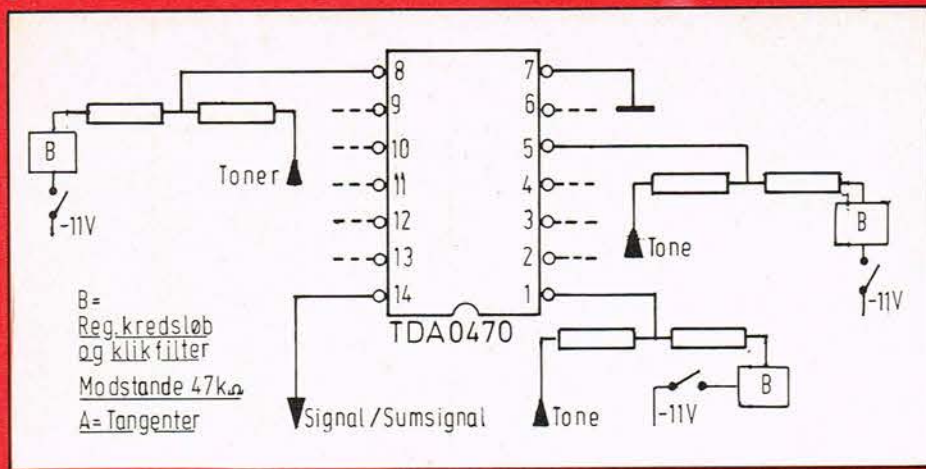 8
7
9
6
B
10
5
Toner
11
4
-11V
12
3
B
13
2
Tone
B=
14
1
-11V
Reg.kredsløb
og klikfilter
TDA0470
Modstande 47kΩ
B
A=Tangenter
Signal/Sumsignal
Tone
-11V